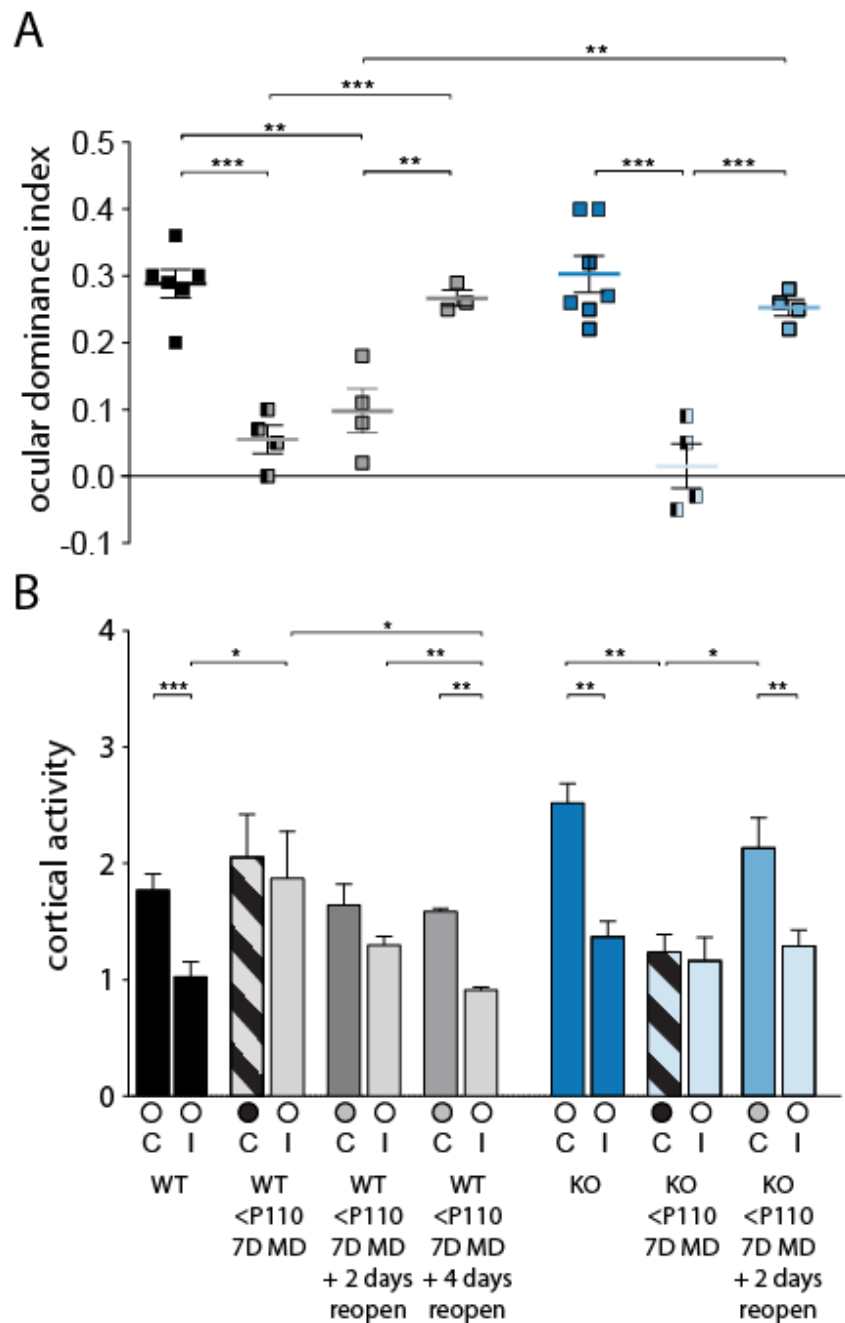 A
**
***
**
*** ** *** ***
0.5
0.4
0.3
0.2
0.1
0.0
-0.1
ocular dominance index
B
*
* ** ** *
*** ** ** **
4
3
2
1
0
cortical activity
C I C I C I C I C I C I C I
WT WT WT WT KO KO KO
<P110 <P110 <P110 <P110 <P110
7D MD 7D MD 7D MD 7D MD 7D MD
+ 2 days + 4 days + 2 days
reopen reopen reopen